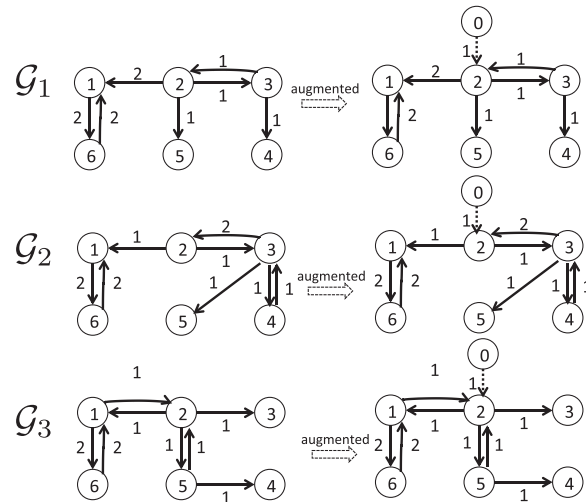 0
1 2 1 2 3 1 augmented 1 2 1 2 3 1
G1
2 2 1 1 2 2 1 1
6 5 4 6 5 4
0
1 1 2 1 2 3 augmented 1 1 2 1 2 3 1
G2
2 2 1 1 1 2 2 1 1 1
6 5 4 6 5 4
0
1 1 1
1 1 2 1 3 augmented 1 1 2 1 3
G3
2 2 1 1 2 2 1 1
6 5 1 4 6 5 1 4